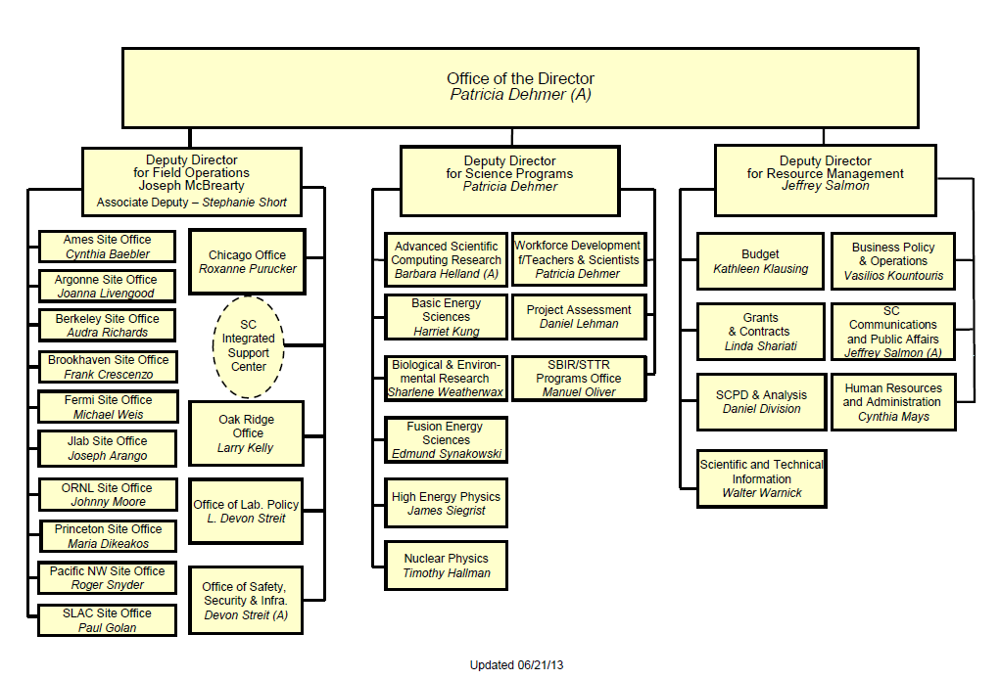 Office of the Director
Patricia Dehmer (A)
Deputy Director
for Field Operations
Joseph McBrearty
Associate Deputy – Stephanie Short
Ames Site Office
Cynthia Baebler
Argonne Site Office
Joanna Livengood
Berkeley Site Office
Audra Richards
Brookhaven Site Office
Frank Crescenzo
Fermi Site Office
Michael Weis
Jlab Site Office
Joseph Arango
ORNL Site Office
Johnny Moore
Princeton Site Office
Maria Dikeakos
Pacific NW Site Office
Roger Snyder
SLAC Site Office
Paul Golan
Chicago Office
Roxanne Purucker
SC
Integrated
Support
Center
Oak Ridge
Office
Larry Kelly
Office of Lab. Policy
L. Devon Streit
Office of Safety,
Security & Infra.
Devon Streit (A)
Deputy Director
for Science Programs
Patricia Dehmer
Advanced Scientific
Computing Research
Barbara Helland (A)
Basic Energy
Sciences
Harriet Kung
Biological & Environ-
mental Research
Sharlene Weatherwax
Fusion Energy
Sciences
Edmund Synakowski
High Energy Physics
James Siegrist
Nuclear Physics
Timothy Hallman
Workforce Development
f/Teachers & Scientists
Patricia Dehmer
Project Assessment
Daniel Lehman
SBIR/STTR
Programs Office
Manuel Oliver
Deputy Director
for Resource Management
Jeffrey Salmon
Budget
Kathleen Klausing
Grants
& Contracts
Linda Shariati
SCPD & Analysis
Daniel Division
Scientific and Technical
Information
Walter Warnick
Business Policy
& Operations
Vasilios Kountouris
SC
Communications
and Public Affairs
Jeffrey Salmon (A)
Human Resources
and Administration
Cynthia Mays
Updated 06/21/13